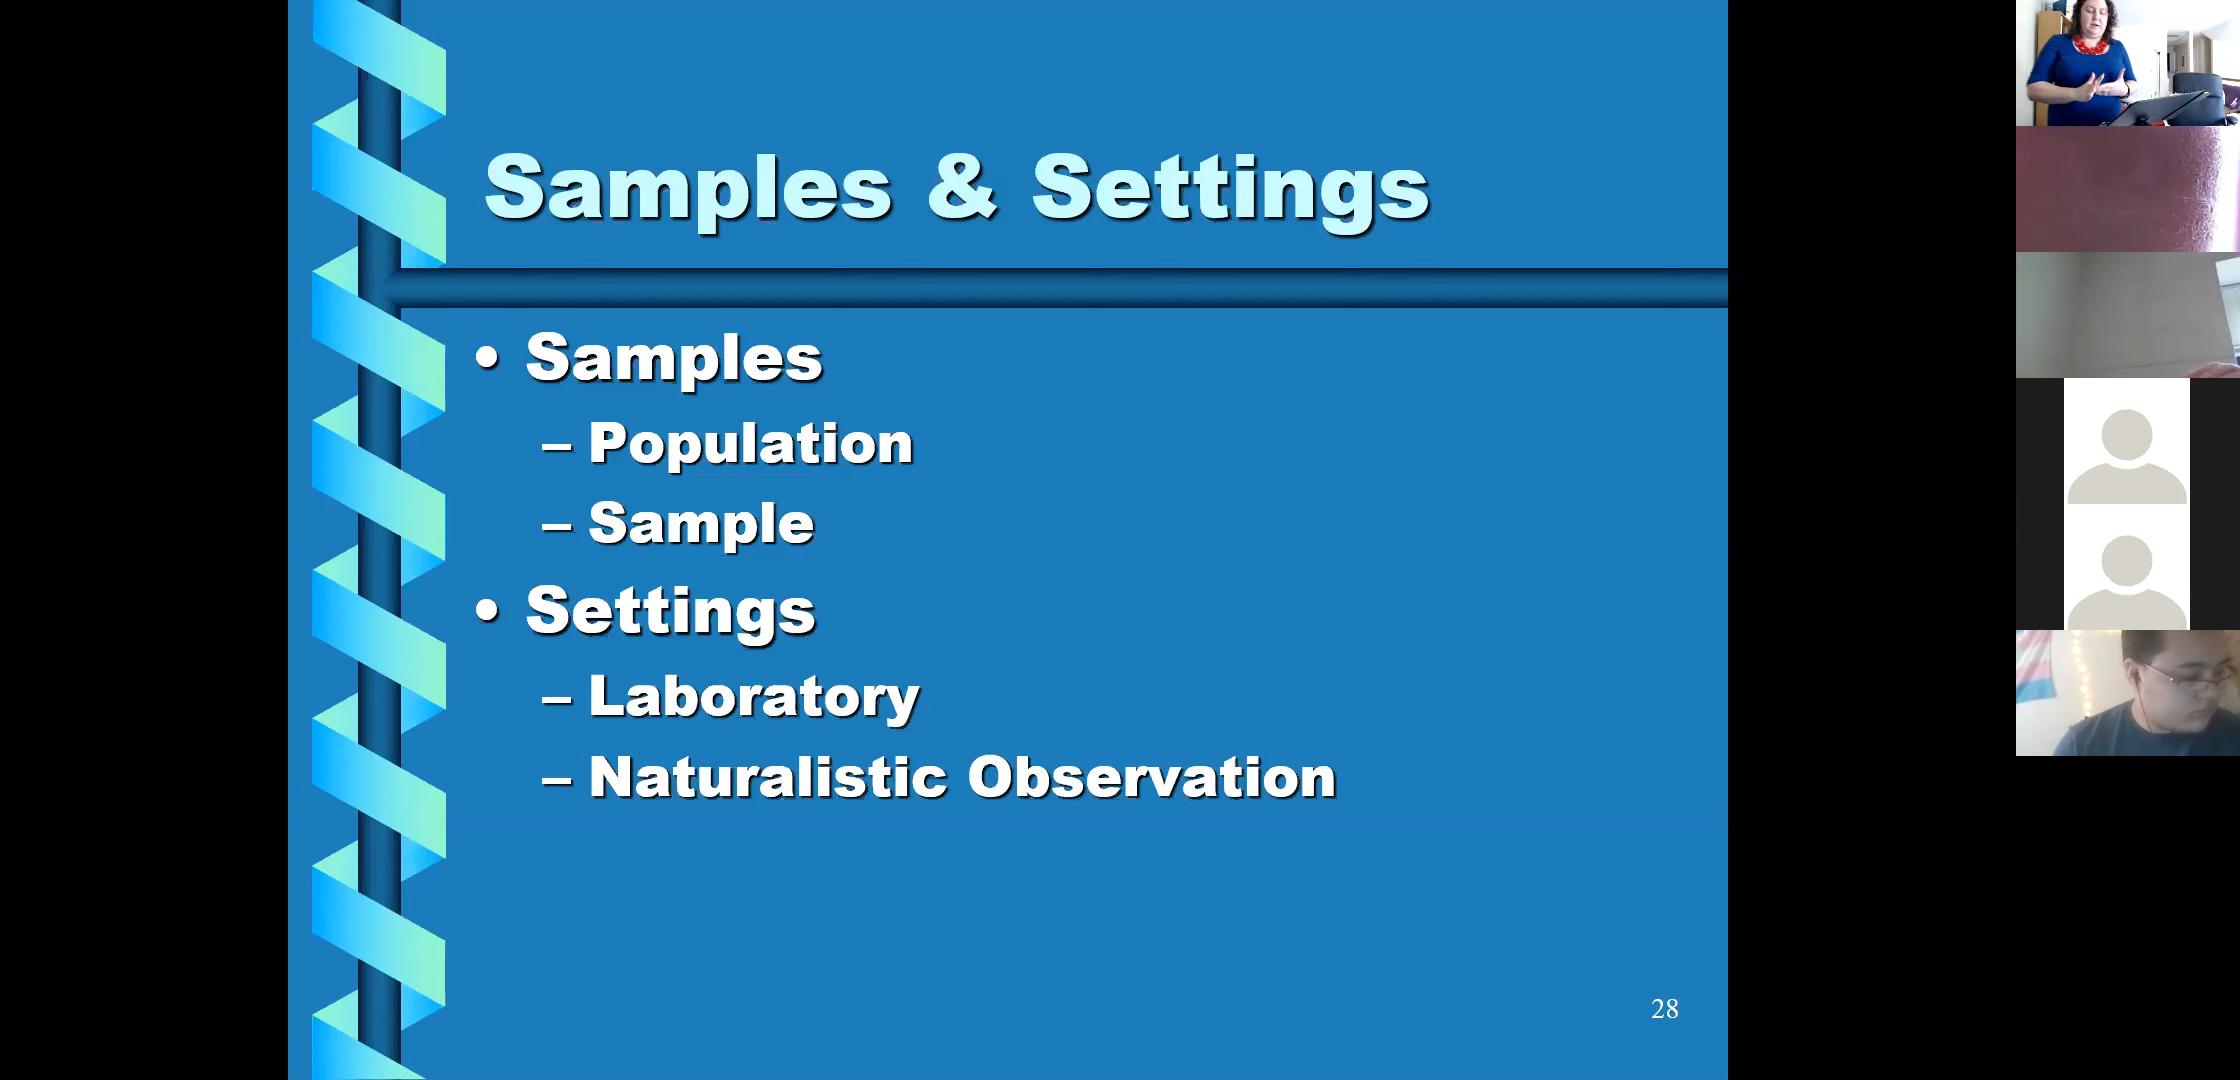 Samples & Settings
• Samples
– Population
– Sample
• Settings
– Laboratory
– Naturalistic Observation
28